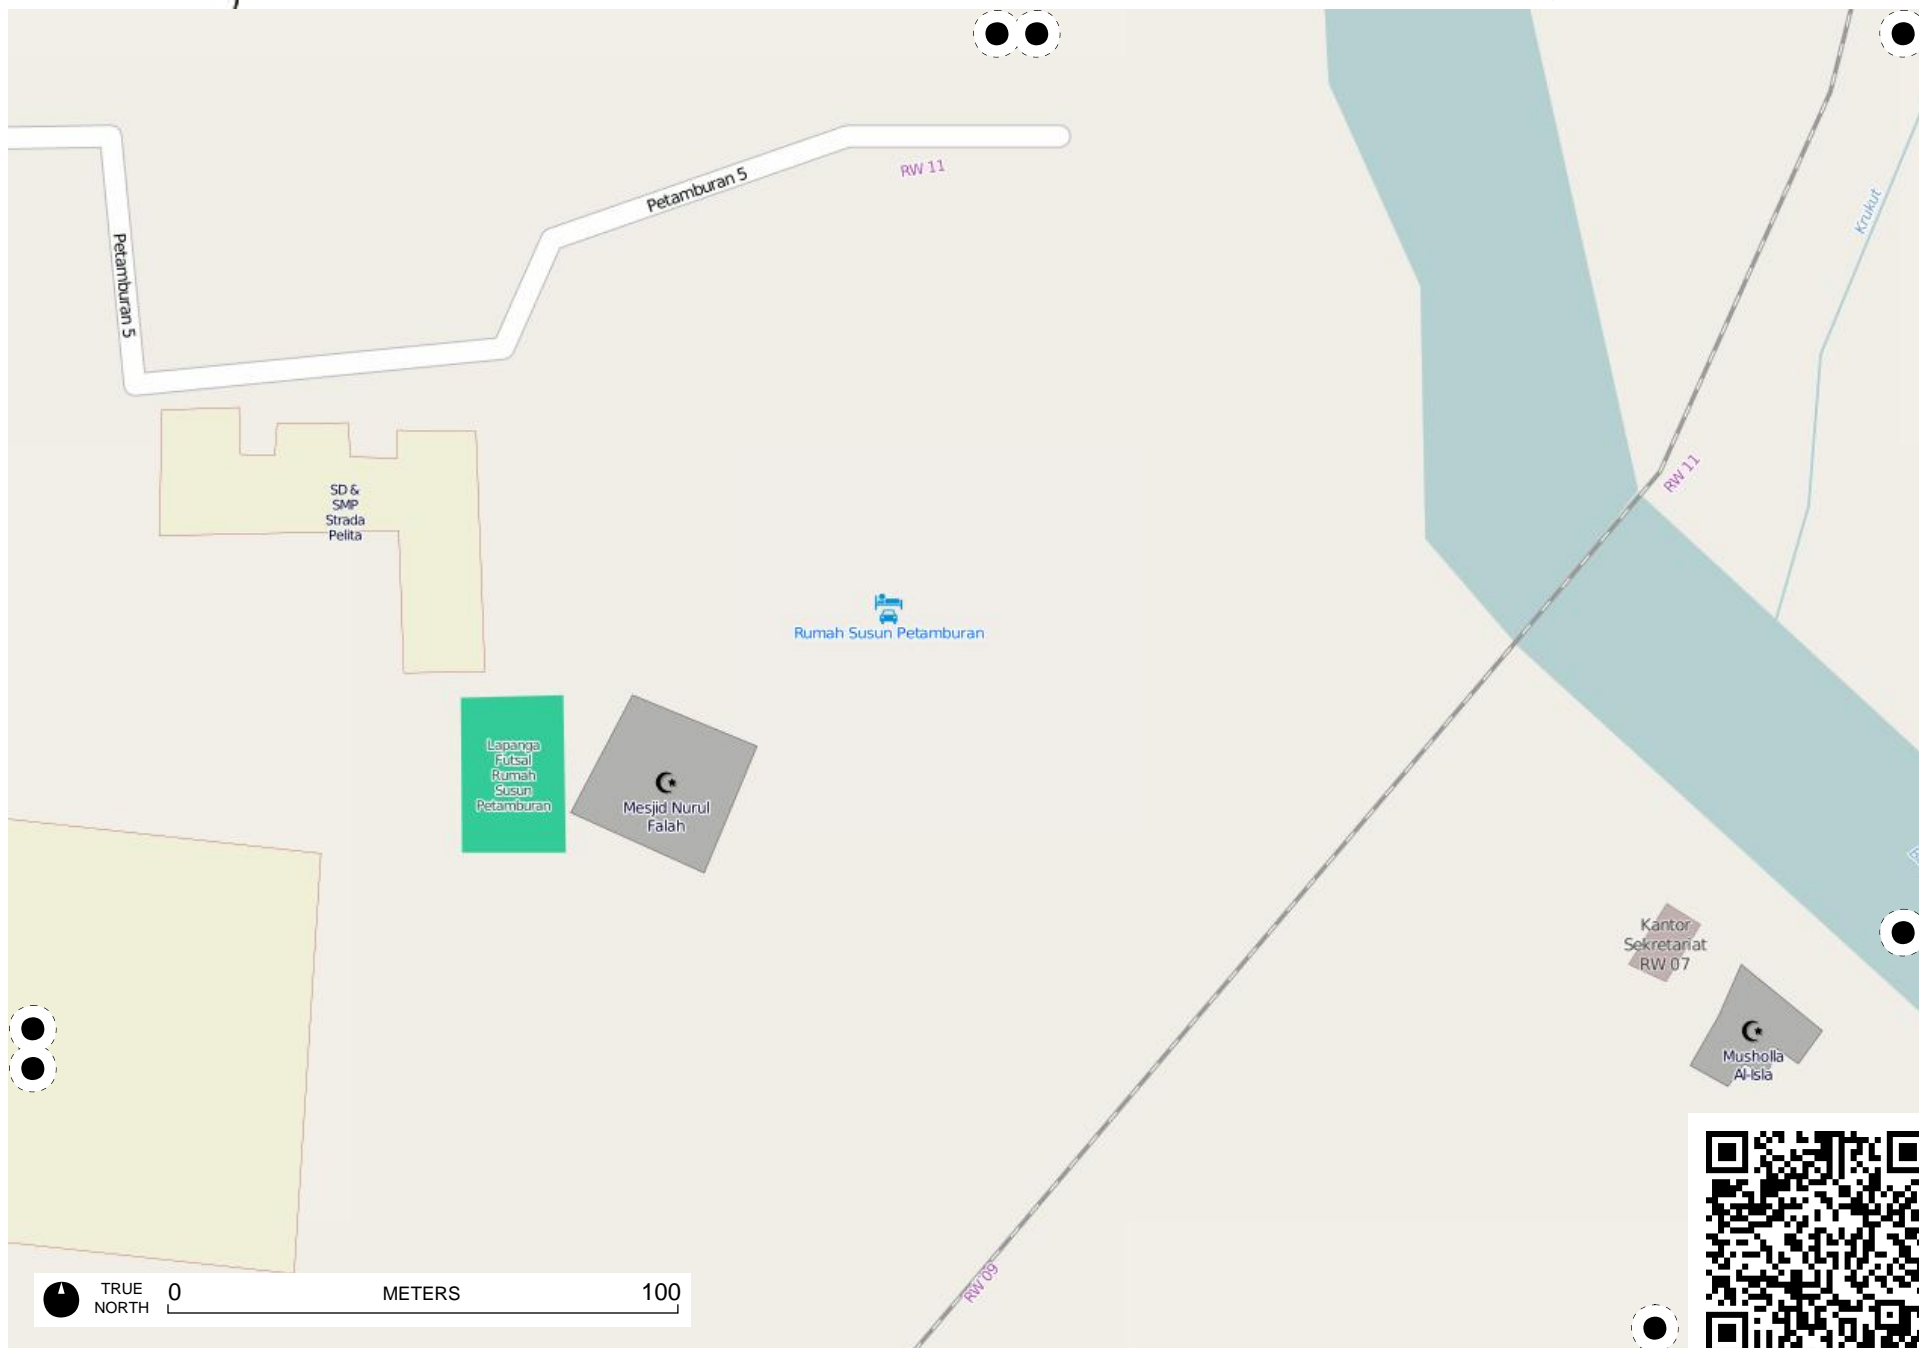 RW 11
Petamburan 5
Krukut
Petamburan 5
RW 11
SD &
SMP
Strada
Pelita
Rumah Susun Petamburan
Lapanga
Futsal
Rumah
Susun
Petamburan
Mesjid Nurul
Falah
Kantor
Sekretariat
RW 07
Musholla
Al-Isla
RW 09
TRUE
NORTH
0 METERS 100